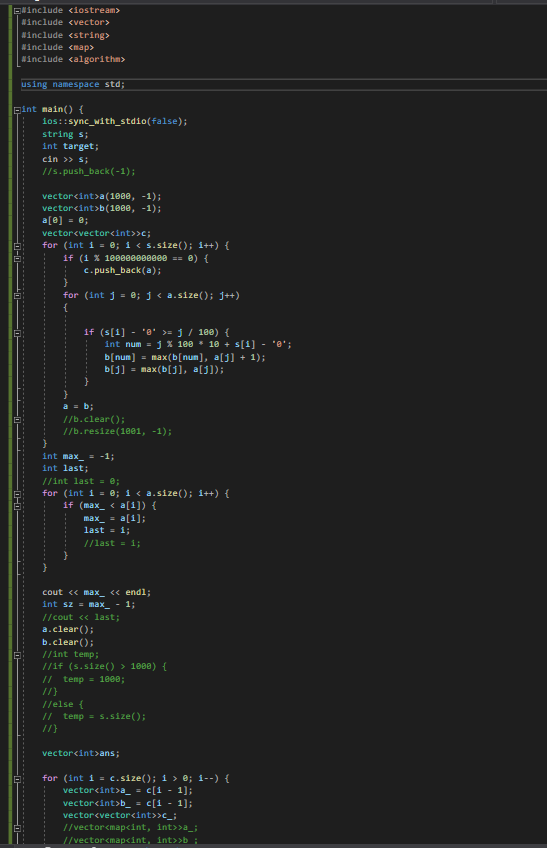 #include <iostream>
#include <vector>
#include <string>
#include <map>
#include <algorithm>
using namespace std;
int main() {
ios::sync_with_stdio(false);
string s;
int target;
cin >> s;
//s.push_back(-1);
vector<int>a(1000, -1);
vector<int>b(1000, -1);
a[0] = 0;
vector<vector<int>>c;
for (int i = 0; i < s.size(); i++) {
if (i % 100000000000 == 0) {
c.push_back(a);
}
for (int j = 0; j < a.size(); j++)
{
if (s[i] - '0' >= j / 100) {
int num = j % 100 * 10 + s[i] - '0';
b[num] = max(b[num], a[j] + 1);
b[j] = max(b[j], a[j]);
}
}
a = b;
//b.clear();
//b.resize(1001, -1);
}
int max_ = -1;
int last;
//int last = 0;
for (int i = 0; i < a.size(); i++) {
if (max_ < a[i]) {
max_ = a[i];
last = i;
//last = i;
}
}
cout << max_ << endl;
int sz = max_ - 1;
//cout << last;
a.clear();
b.clear();
//int temp;
//if (s.size() > 1000) {
// temp = 1000;
//}
//else {
// temp = s.size();
//}
vector<int>ans;
for (int i = c.size(); i > 0; i--) {
vector<int>a_ = c[i - 1];
vector<int>b_ = c[i - 1];
vector<vector<int>>c_;
//vector<map<int, int>>a_;
//vector<map<int, int>>b_;